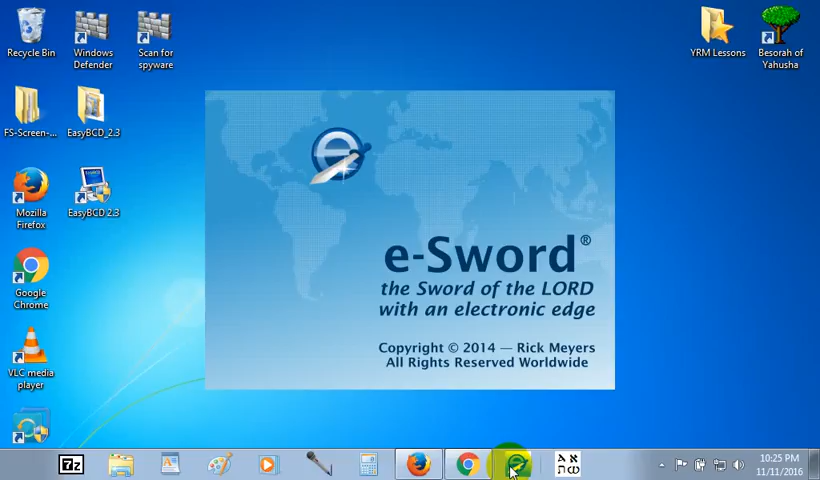 Recycle Bin
Windows
Defender
Scan for
spyware
YRM Lessons
Besorah of
Yahusha
FS-Screen-...
EasyBCD_2.3
Mozilla
Firefox
EasyBCD 2.3
Google
Chrome
VLC media
player
e
e-Sword®
the Sword of the LORD
with an electronic edge
Copyright © 2014 — Rick Meyers
All Rights Reserved Worldwide
7z
א A
ת ש
10:25 PM
11/11/2016